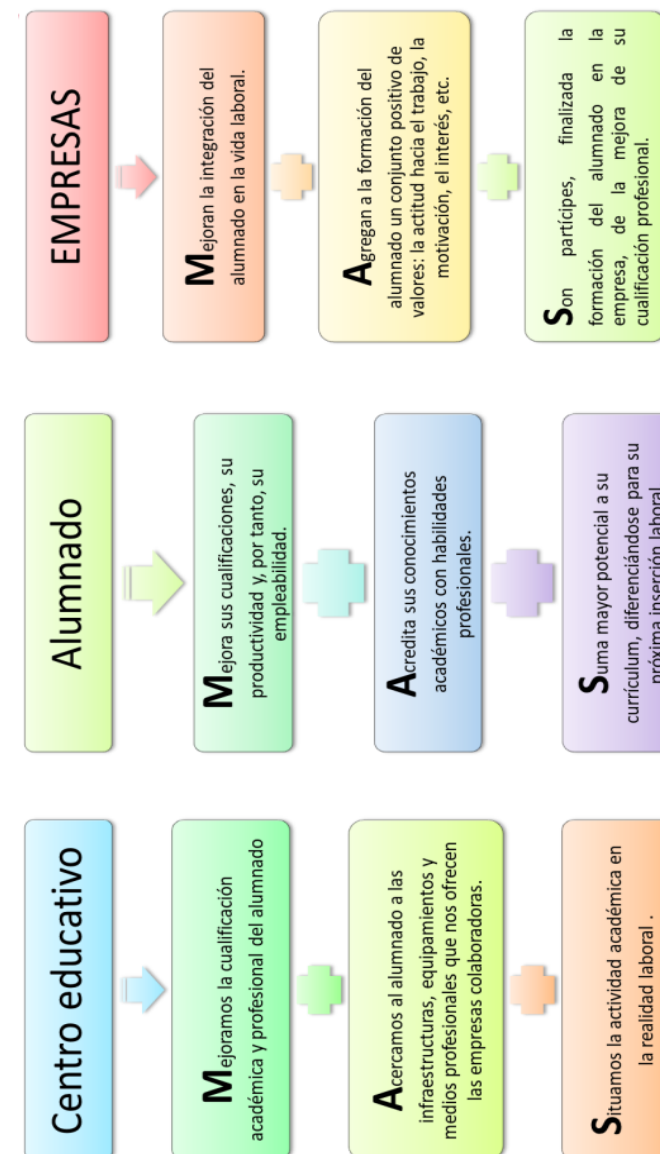 Centro educativo
Mejoramos la cualificación
académica y profesional del alumnado
Acercamos al alumnado a las
infraestructuras, equipamientos y
medios profesionales que nos ofrecen
las empresas colaboradoras.
Situamos la actividad académica en
la realidad laboral .
Alumnado
Mejora sus cualificaciones, su
productividad y, por tanto, su
empleabilidad.
Acredita sus conocimientos
académicos con habilidades
profesionales.
Suma mayor potencial a su
currículum, diferenciándose para su
próxima inserción laboral
EMPRESAS
Mejoran la integración del
alumnado en la vida laboral.
Agregan a la formación del
alumnado un conjunto positivo de
valores: la actitud hacia el trabajo, la
motivación, el interés, etc.
Son partícipes, finalizada la
formación del alumnado en la
empresa, de la mejora de su
cualificación profesional.